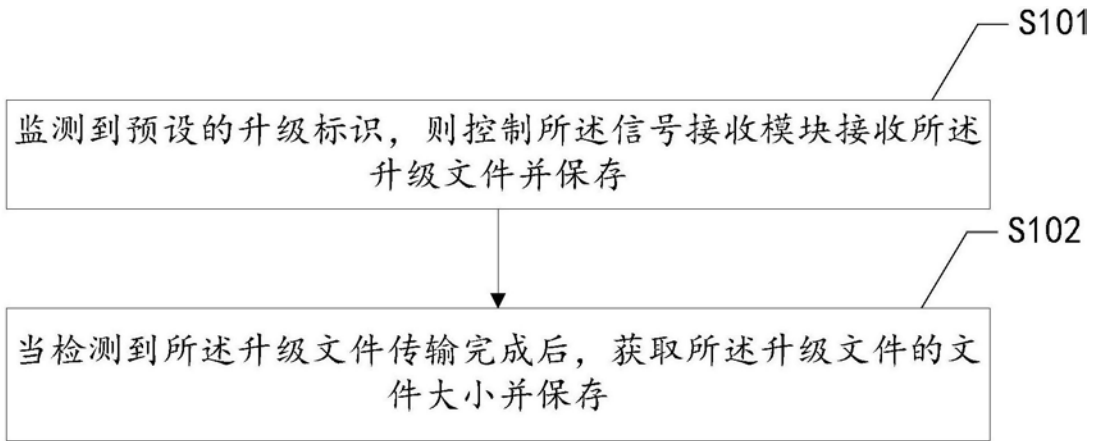 S101
监测到预设的升级标识，则控制所述信号接收模块接收所述
升级文件并保存
S102
当检测到所述升级文件传输完成后，获取所述升级文件的文
件大小并保存